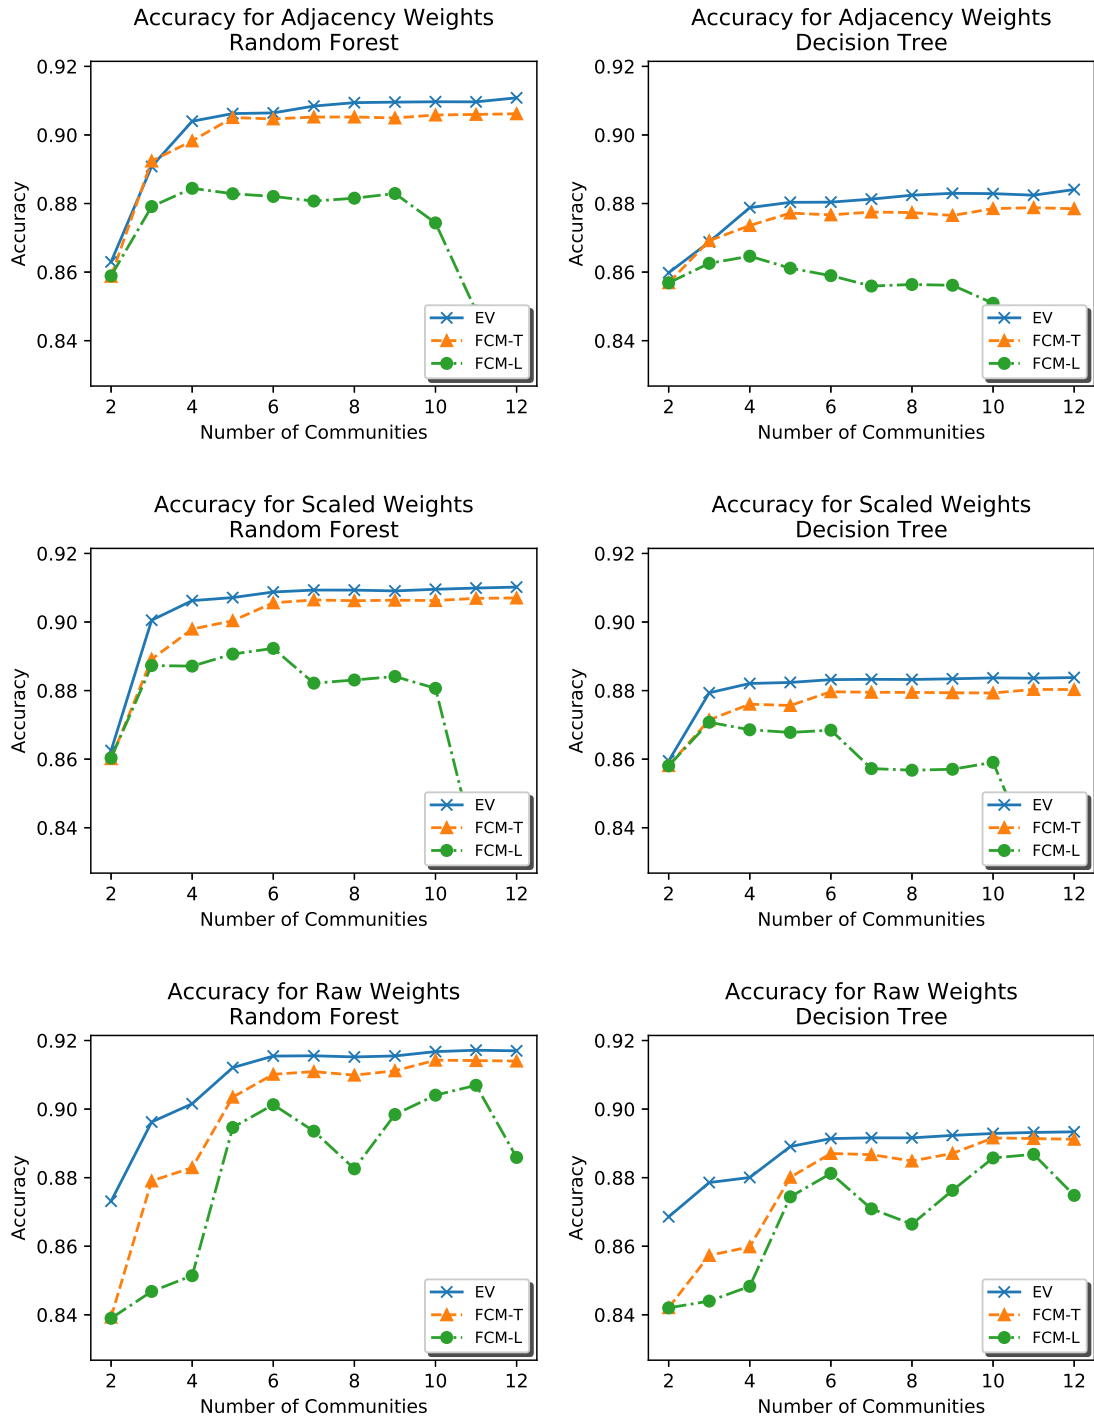 Accuracy for Adjacency Weights
Random Forest
0.92
0.90
0.88
0.86
0.84
Accuracy
EV
FCM-T
FCM-L
2 4 6 8 10 12
Number of Communities
Accuracy for Adjacency Weights
Decision Tree
0.92
0.90
0.88
0.86
0.84
Accuracy
EV
FCM-T
FCM-L
2 4 6 8 10 12
Number of Communities
Accuracy for Scaled Weights
Random Forest
0.92
0.90
0.88
0.86
0.84
Accuracy
EV
FCM-T
FCM-L
2 4 6 8 10 12
Number of Communities
Accuracy for Scaled Weights
Decision Tree
0.92
0.90
0.88
0.86
0.84
Accuracy
EV
FCM-T
FCM-L
2 4 6 8 10 12
Number of Communities
Accuracy for Raw Weights
Random Forest
0.92
0.90
0.88
0.86
0.84
Accuracy
EV
FCM-T
FCM-L
2 4 6 8 10 12
Number of Communities
Accuracy for Raw Weights
Decision Tree
0.92
0.90
0.88
0.86
0.84
Accuracy
EV
FCM-T
FCM-L
2 4 6 8 10 12
Number of Communities